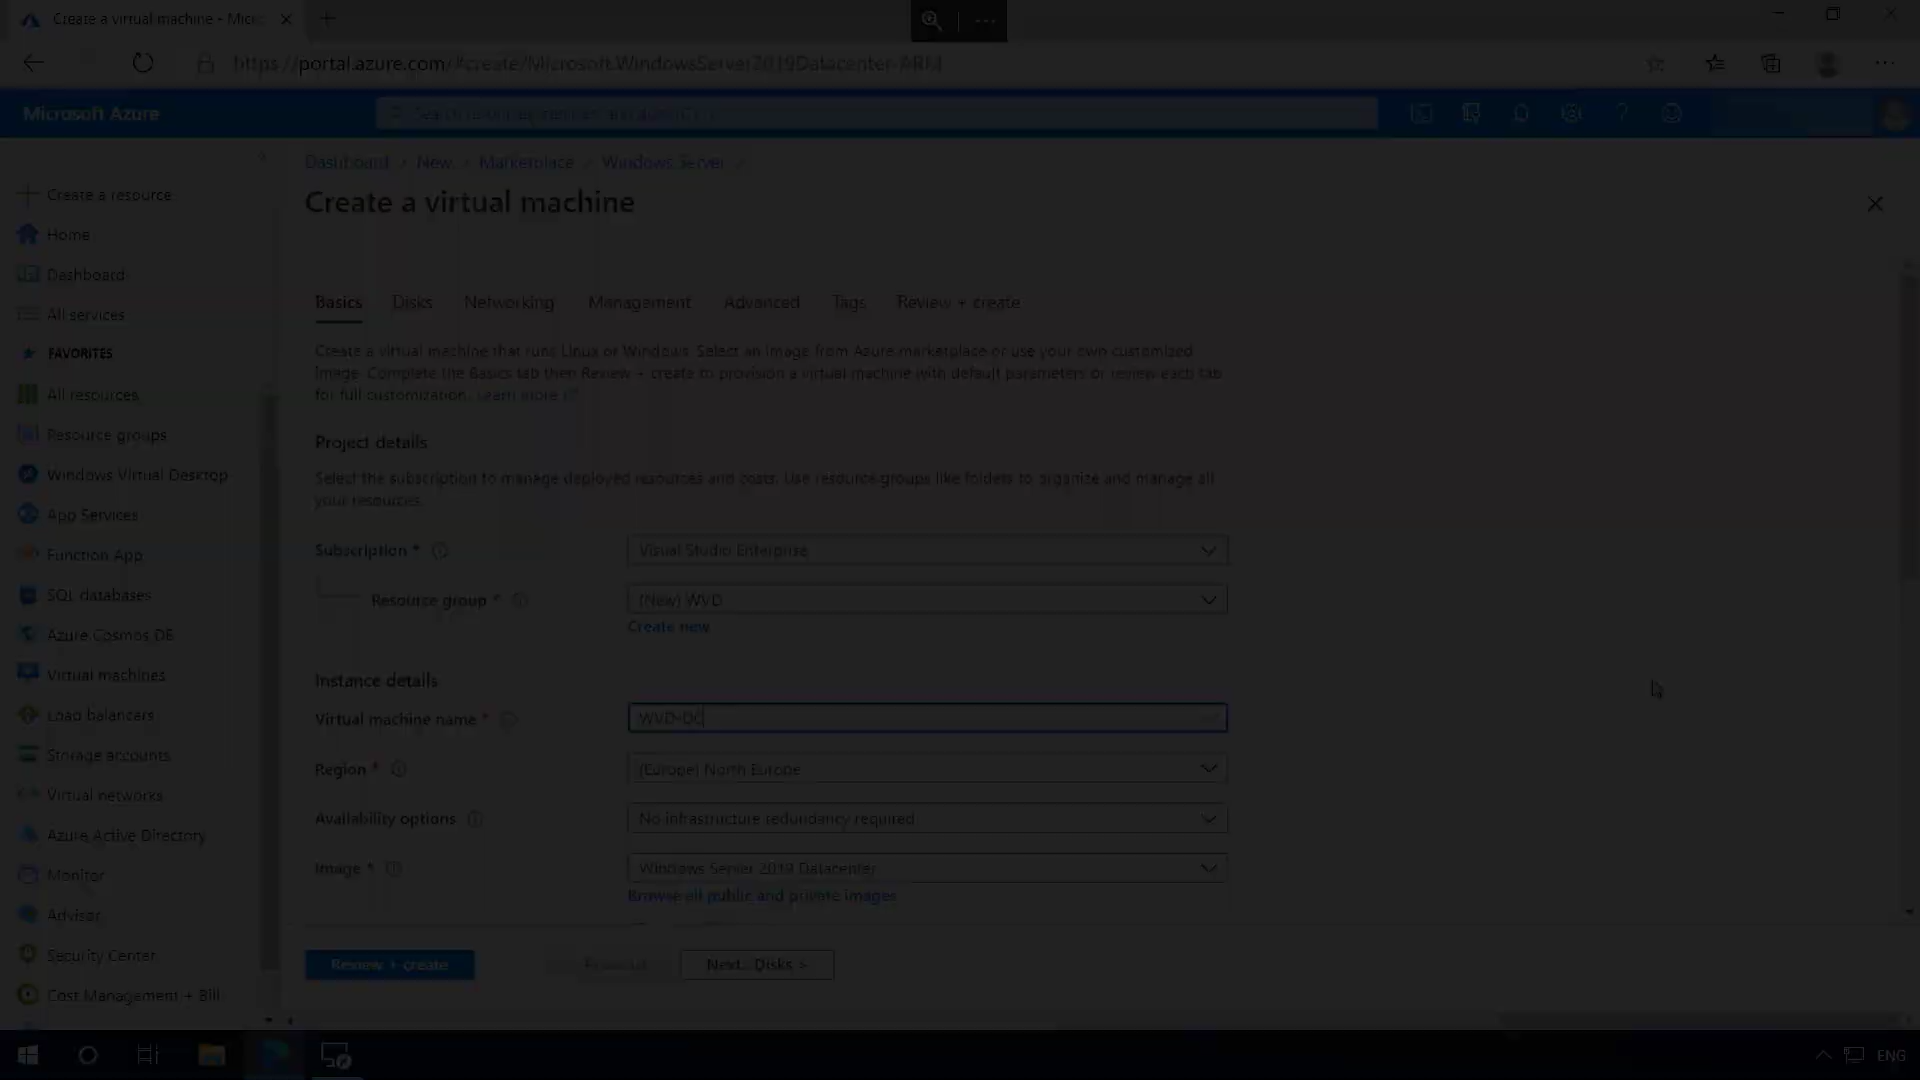 Create a virtual machine - Micr
https://portal.azure.com/#create/Microsoft.WindowsServer2019Datacenter-ARM
Microsoft Azure
Dashboard > New > Marketplace > Windows Server >
Create a virtual machine
Create a resource
Home
Dashboard
All services
FAVORITES
All resources
Resource groups
Windows Virtual Desktop
App Services
Function App
SQL databases
Azure Cosmos DB
Virtual machines
Load balancers
Storage accounts
Virtual networks
Azure Active Directory
Monitor
Advisor
Security Center
Cost Management + Bill
Basics Disks Networking Management Advanced Tags Review + create
Create a virtual machine that runs Linux or Windows. Select an image from Azure marketplace or use your own customized
image. Complete the Basics tab then Review + create to provision a virtual machine with default parameters or review each tab
for full customization. Learn more
Project details
Select the subscription to manage deployed resources and costs. Use resource groups like folders to organize and manage all
your resources.
Subscription * Visual Studio Enterprise
Resource group * (New) WVD
Create new
Instance details
Virtual machine name * WVD-DC
Region * (Europe) North Europe
Availability options No infrastructure redundancy required
Image * Windows Server 2019 Datacenter
Browse all public and private images
Review + create < Previous Next : Disks >
ENG